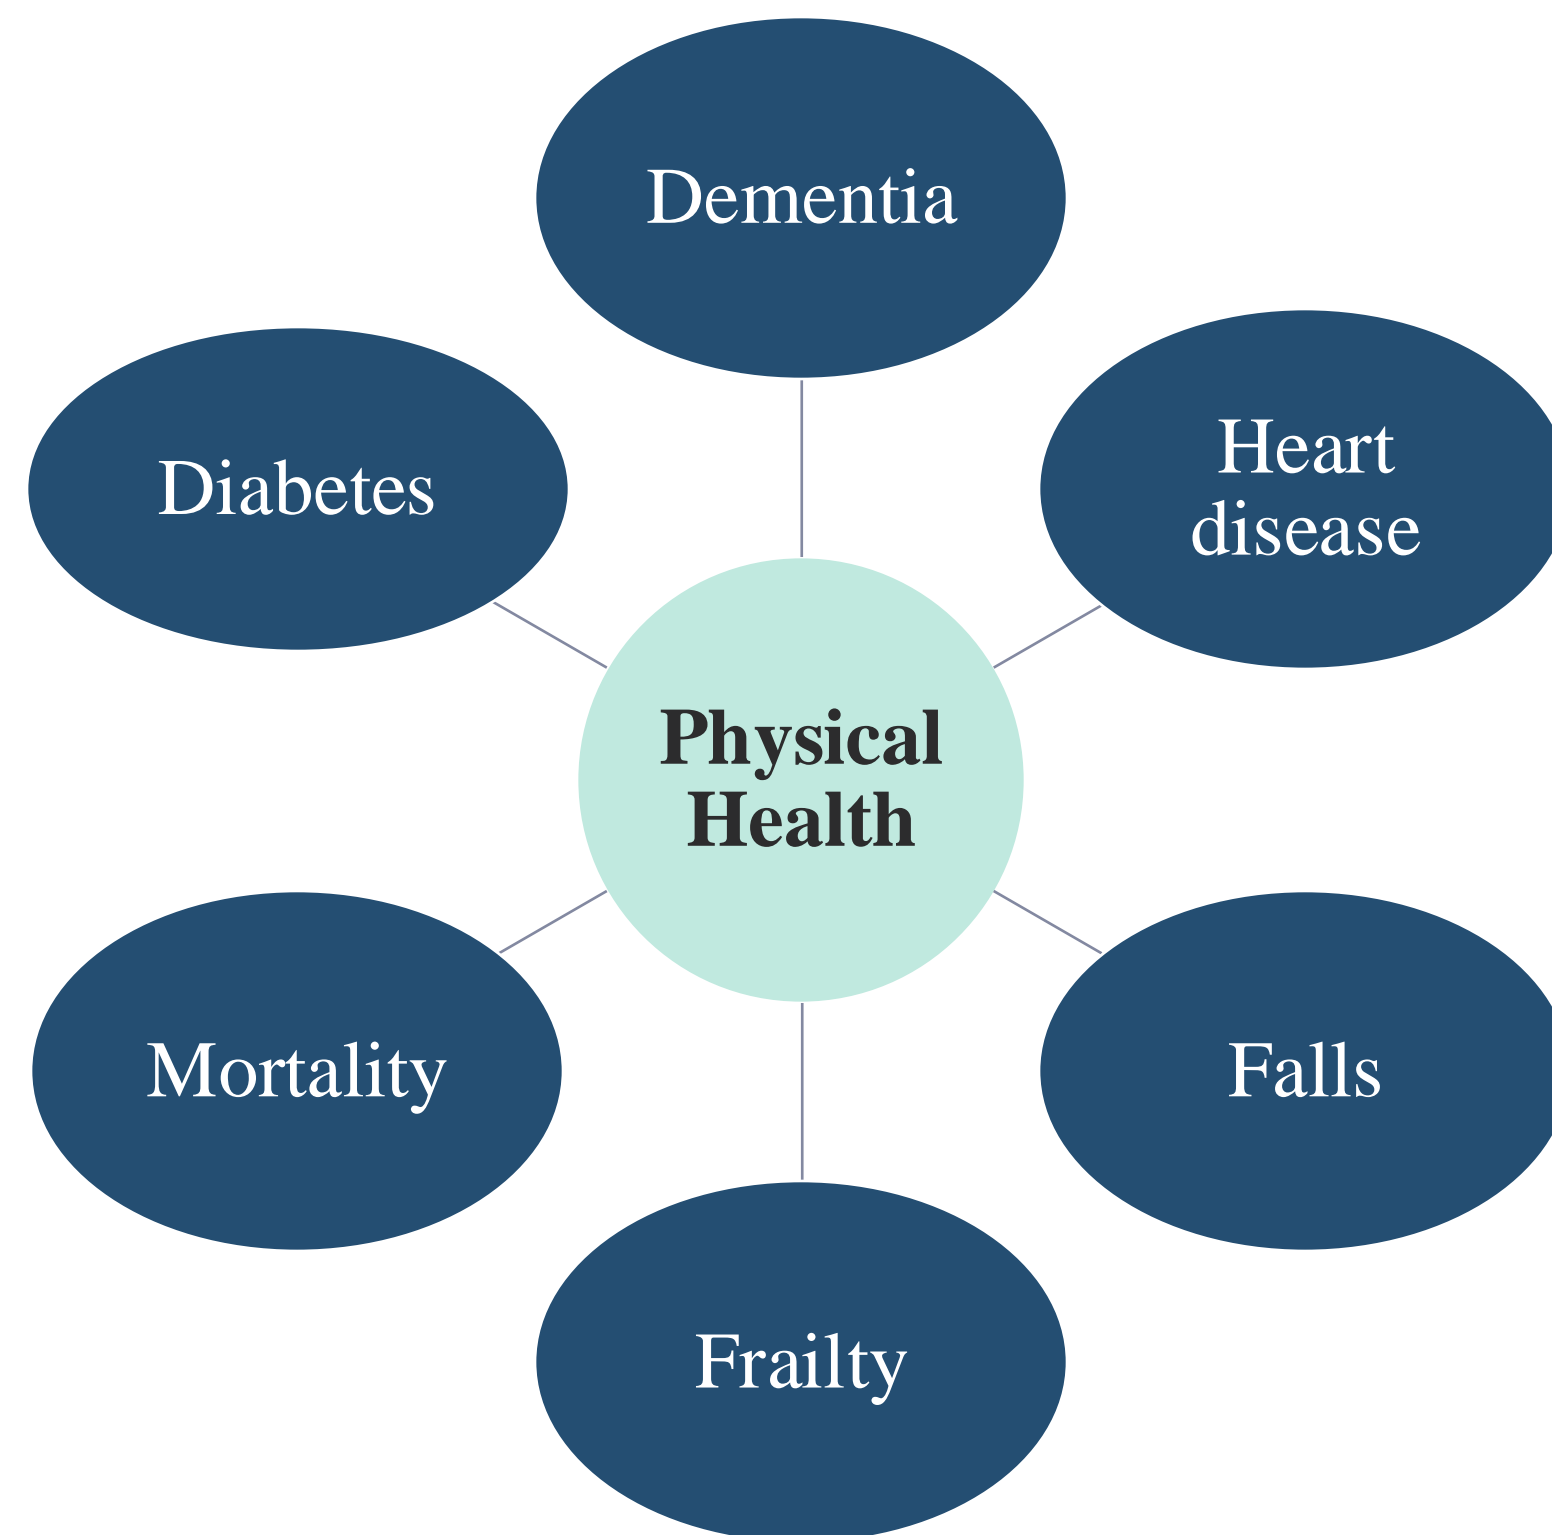 Dementia
Heart
disease
Diabetes
Physical
Health
Mortality
Falls
Frailty